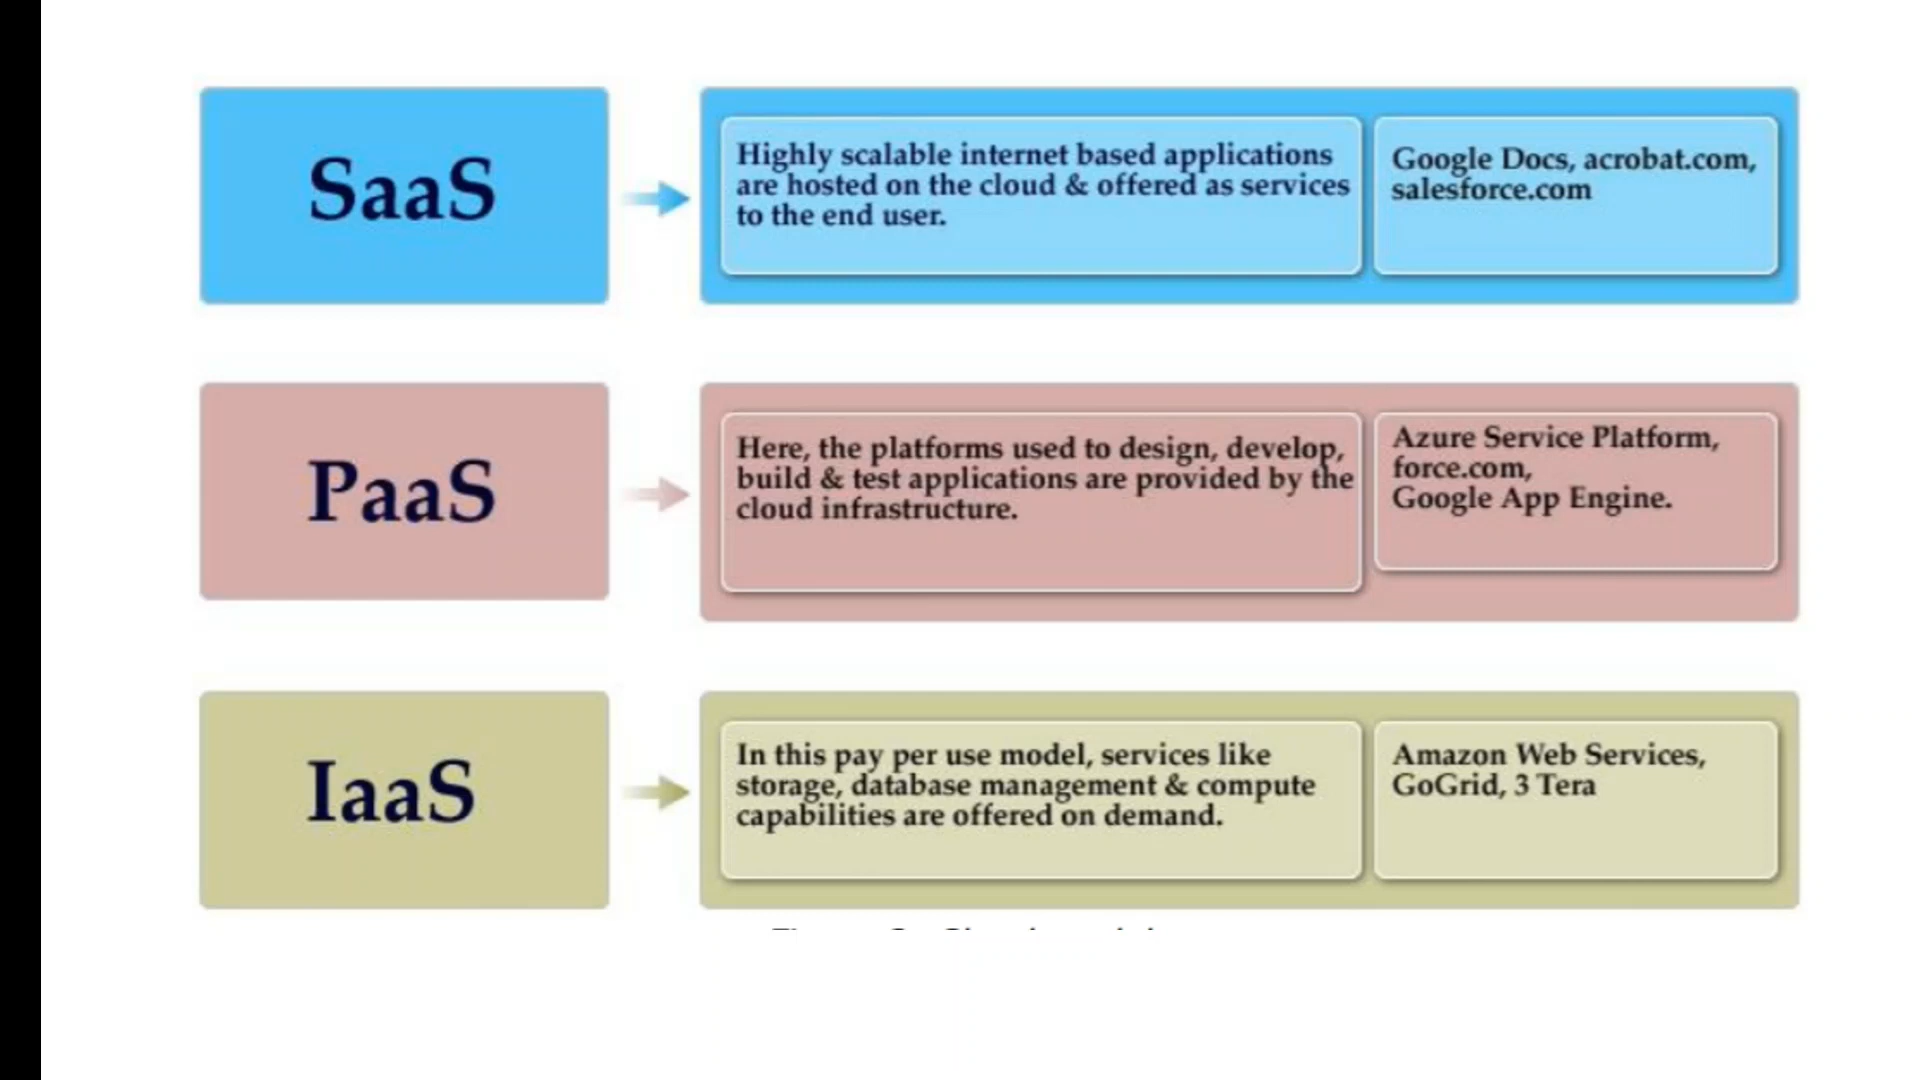 SaaS
Highly scalable internet based applications
are hosted on the cloud & offered as services
to the end user.
Google Docs, acrobat.com,
salesforce.com
PaaS
Here, the platforms used to design, develop,
build & test applications are provided by the
cloud infrastructure.
Azure Service Platform,
force.com,
Google App Engine.
IaaS
In this pay per use model, services like
storage, database management & compute
capabilities are offered on demand.
Amazon Web Services,
GoGrid, 3 Tera